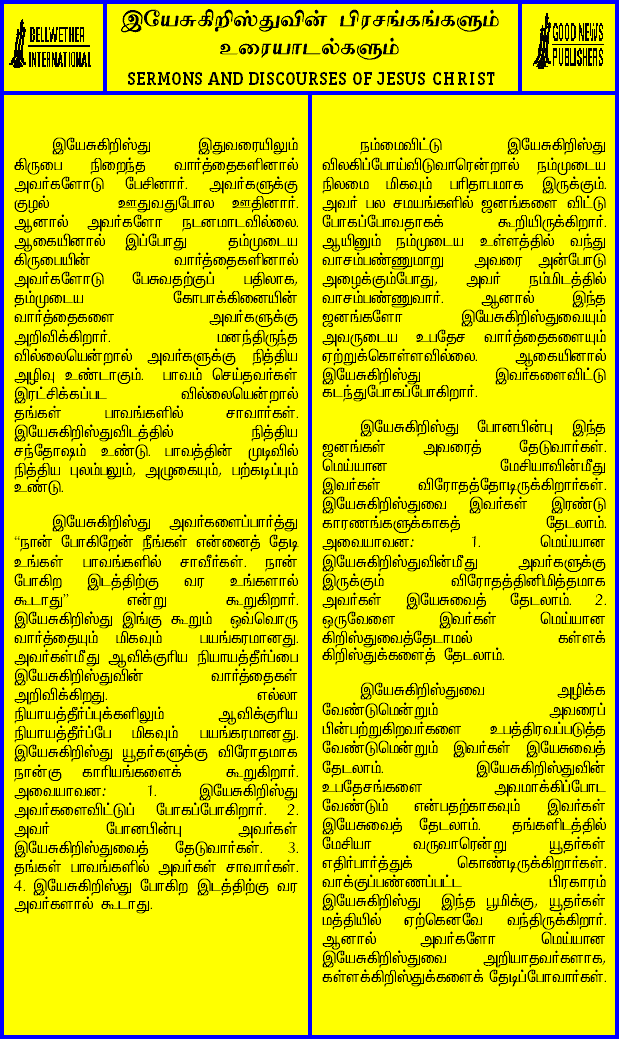 BELLWETHER
INTERNATIONAL
இயேசுகிறிஸ்துவின் பிரசங்கங்களும்
உரையாடல்களும்
SERMONS AND DISCOURSES OF JESUS CHRIST
GOOD NEWS
PUBLISHERS
இயேசுகிறிஸ்து இதுவரையிலும்
கிருபை நிறைந்த வார்த்தைகளினால்
அவர்களோடு பேசினார். அவர்களுக்கு
குழல் ஊதுவதுபோல ஊதினார்.
ஆனால் அவர்களோ நடனமாடவில்லை.
ஆகையினால் இப்போது தம்முடைய
கிருபையின் வார்த்தைகளினால்
அவர்களோடு பேசுவதற்குப் பதிலாக,
தம்முடைய கோபாக்கினையின்
வார்த்தைகளை அவர்களுக்கு
அறிவிக்கிறார். மனந்திருந்த
வில்லையென்றால் அவர்களுக்கு நித்திய
அழிவு உண்டாகும். பாவம் செய்தவர்கள்
இரட்சிக்கப்பட வில்லையென்றால்
தங்கள் பாவங்களில் சாவார்கள்.
இயேசுகிறிஸ்துவிடத்தில் நித்திய
சந்தோஷம் உண்டு. பாவத்தின் முடிவில்
நித்திய புலம்பலும், அழுகையும், பற்கடிப்பும்
உண்டு.
இயேசுகிறிஸ்து அவர்களைப்பார்த்து
“நான் போகிறேன் நீங்கள் என்னைத் தேடி
உங்கள் பாவங்களில் சாவீர்கள். நான்
போகிற இடத்திற்கு வர உங்களால்
கூடாது” என்று கூறுகிறார்.
இயேசுகிறிஸ்து இங்கு கூறும் ஒவ்வொரு
வார்த்தையும் மிகவும் பயங்கரமானது.
அவர்கள்மீது ஆவிக்குரிய நியாயத்தீர்ப்பை
இயேசுகிறிஸ்துவின் வார்த்தைகள்
அறிவிக்கிறது. எல்லா
நியாயத்தீர்ப்புக்களிலும் ஆவிக்குரிய
நியாயத்தீர்ப்பே மிகவும் பயங்கரமானது.
இயேசுகிறிஸ்து யூதர்களுக்கு விரோதமாக
நான்கு காரியங்களைக் கூறுகிறார்.
அவையாவன: 1. இயேசுகிறிஸ்து
அவர்களைவிட்டுப் போகப்போகிறார். 2.
அவர் போனபின்பு அவர்கள்
இயேசுகிறிஸ்துவைத் தேடுவார்கள். 3.
தங்கள் பாவங்களில் அவர்கள் சாவார்கள்.
4. இயேசுகிறிஸ்து போகிற இடத்திற்கு வர
அவர்களால் கூடாது.
நம்மைவிட்டு இயேசுகிறிஸ்து
விலகிப்போய்விடுவாரென்றால் நம்முடைய
நிலமை மிகவும் பரிதாபமாக இருக்கும்.
அவர் பல சமயங்களில் ஜனங்களை விட்டு
போகப்போவதாகக் கூறியிருக்கிறார்.
ஆயினும் நம்முடைய உள்ளத்தில் வந்து
வாசம்பண்ணுமாறு அவரை அன்போடு
அழைக்கும்போது, அவர் நம்மிடத்தில்
வாசம்பண்ணுவார். ஆனால் இந்த
ஜனங்களோ இயேசுகிறிஸ்துவையும்
அவருடைய உபதேச வார்த்தைகளையும்
ஏற்றுக்கொள்ளவில்லை. ஆகையினால்
இயேசுகிறிஸ்து இவர்களைவிட்டு
கடந்துபோகப்போகிறார்.
இயேசுகிறிஸ்து போனபின்பு இந்த
ஜனங்கள் அவரைத் தேடுவார்கள்.
மெய்யான மேசியாவின்மீது
இவர்கள் விரோதத்தோடிருக்கிறார்கள்.
இயேசுகிறிஸ்துவை இவர்கள் இரண்டு
காரணங்களுக்காகத் தேடலாம்.
அவையாவன: 1. மெய்யான
இயேசுகிறிஸ்துவின்மீது அவர்களுக்கு
இருக்கும் விரோதத்தினிமித்தமாக
அவர்கள் இயேசுவைத் தேடலாம். 2.
ஒருவேளை இவர்கள் மெய்யான
கிறிஸ்துவைத்தேடாமல் கள்ளக்
கிறிஸ்துக்களைத் தேடலாம்.
இயேசுகிறிஸ்துவை அழிக்க
வேண்டுமென்றும் அவரைப்
பின்பற்றுகிறவர்களை உபத்திரவப்படுத்த
வேண்டுமென்றும் இவர்கள் இயேசுவைத்
தேடலாம். இயேசுகிறிஸ்துவின்
உபதேசங்களை அவமாக்கிப்போட
வேண்டும் என்பதற்காகவும் இவர்கள்
இயேசுவைத் தேடலாம். தங்களிடத்தில்
மேசியா வருவாரென்று யூதர்கள்
எதிர்பார்த்துக் கொண்டிருக்கிறார்கள்.
வாக்குப்பண்ணப்பட்ட பிரகாரம்
இயேசுகிறிஸ்து இந்த பூமிக்கு, யூதர்கள்
மத்தியில் ஏற்கெனவே வந்திருக்கிறார்.
ஆனால் அவர்களோ மெய்யான
இயேசுகிறிஸ்துவை அறியாதவர்களாக,
கள்ளக்கிறிஸ்துக்களைக் தேடிப்போவார்கள்.